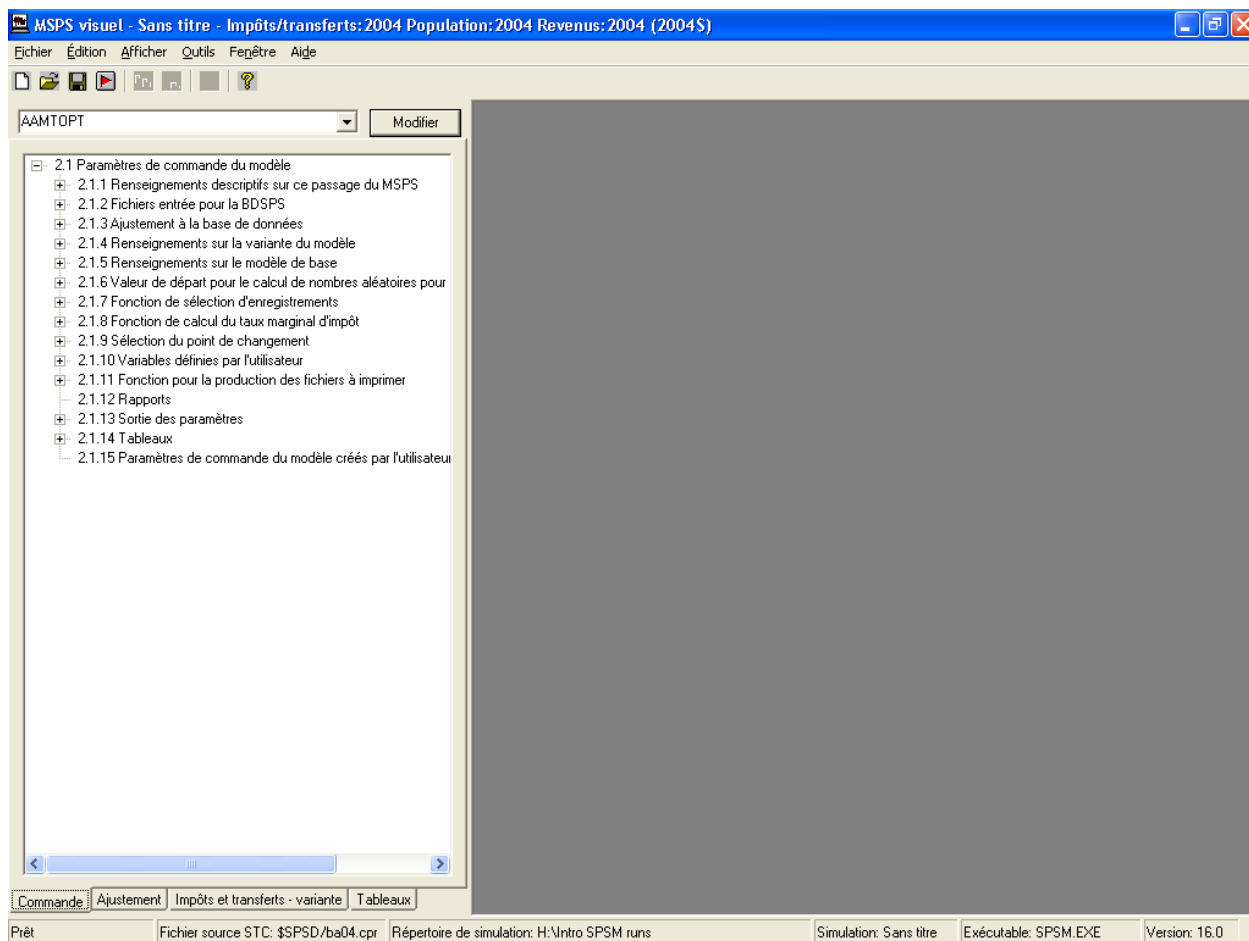 MSPS visuel - Sans titre - Impôts/transferts:2004 Population:2004 Revenus:2004 (2004$)
Fichier Édition Afficher Outils Fenêtre Aide
AAMTOPT
Modifier
2.1 Paramètres de commande du modèle
2.1.1 Renseignements descriptifs sur ce passage du MSPS
2.1.2 Fichiers entrée pour la BDSPS
2.1.3 Ajustement à la base de données
2.1.4 Renseignements sur la variante du modèle
2.1.5 Renseignements sur le modèle de base
2.1.6 Valeur de départ pour le calcul de nombres aléatoires pour
2.1.7 Fonction de sélection d'enregistrements
2.1.8 Fonction de calcul du taux marginal d'impôt
2.1.9 Sélection du point de changement
2.1.10 Variables définies par l'utilisateur
2.1.11 Fonction pour la production des fichiers à imprimer
2.1.12 Rapports
2.1.13 Sortie des paramètres
2.1.14 Tableaux
2.1.15 Paramètres de commande du modèle créés par l'utilisateur
Commande Ajustement Impôts et transferts - variante Tableaux
Prêt Fichier source STC: $SPSD/ba04.cpr Répertoire de simulation: H:\Intro SPSM runs Simulation: Sans titre Exécutable: SPSM.EXE Version: 16.0